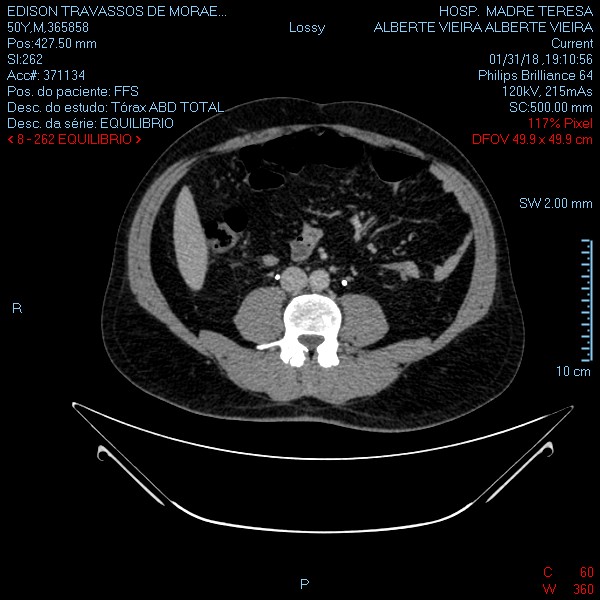 EDISON TRAVASSOS DE MORAE...
50Y,M,365858
Pos:427.50 mm
Sl:262
Acc#: 371134
Pos. do paciente: FFS
Desc. do estudo: Tórax ABD TOTAL
Desc. da série: EQUILIBRIO
< 8 - 262 EQUILIBRIO >
Lossy
HOSP. MADRE TERESA
ALBERTE VIEIRA ALBERTE VIEIRA
Current
01/31/18 ,19:10:56
Philips Brilliance 64
120kV, 215mAs
SC:500.00 mm
117% Pixel
DFOV 49.9 x 49.9 cm
SW 2.00 mm
R
10 cm
P
C 60
W 360